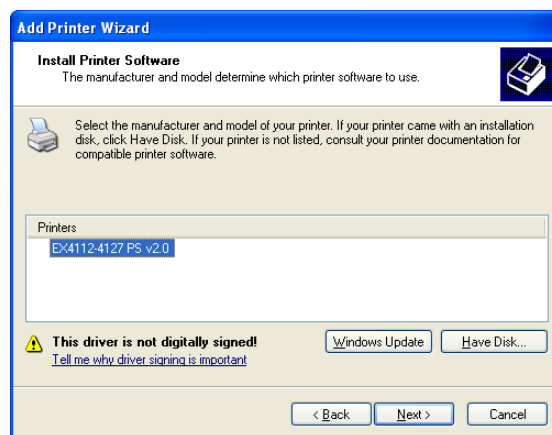 Add Printer Wizard
Install Printer Software
The manufacturer and model determine which printer software to use.
Select the manufacturer and model of your printer. If your printer came with an installation
disk, click Have Disk. If your printer is not listed, consult your printer documentation for
compatible printer software.
Printers
EX4112-4127 PS v2.0
This driver is not digitally signed!
Tell me why driver signing is important
Windows Update
Have Disk...
< Back
Next >
Cancel